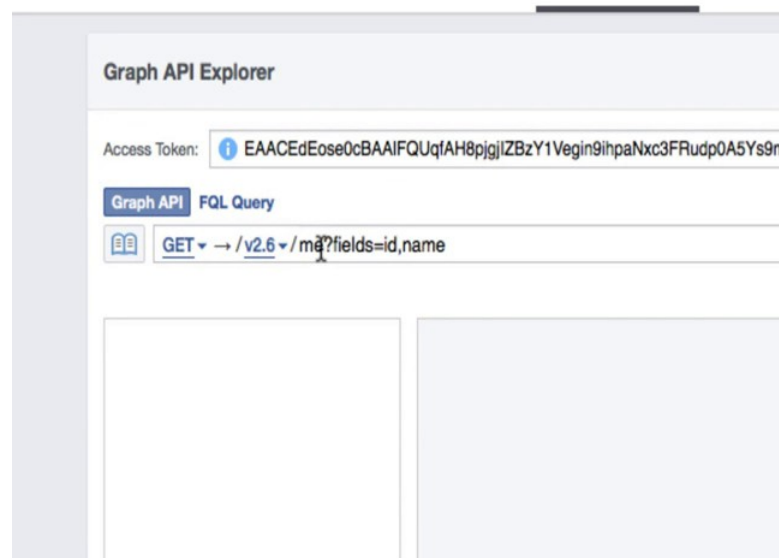 Graph API Explorer
Access Token: EAACEdEose0cBAAIFQUqfAH8pjgjIZBzY1Vegin9ihpaNxc3FRudp0A5Ys9
Graph API FQL Query
GET → / v2.6 / me?fields=id,name